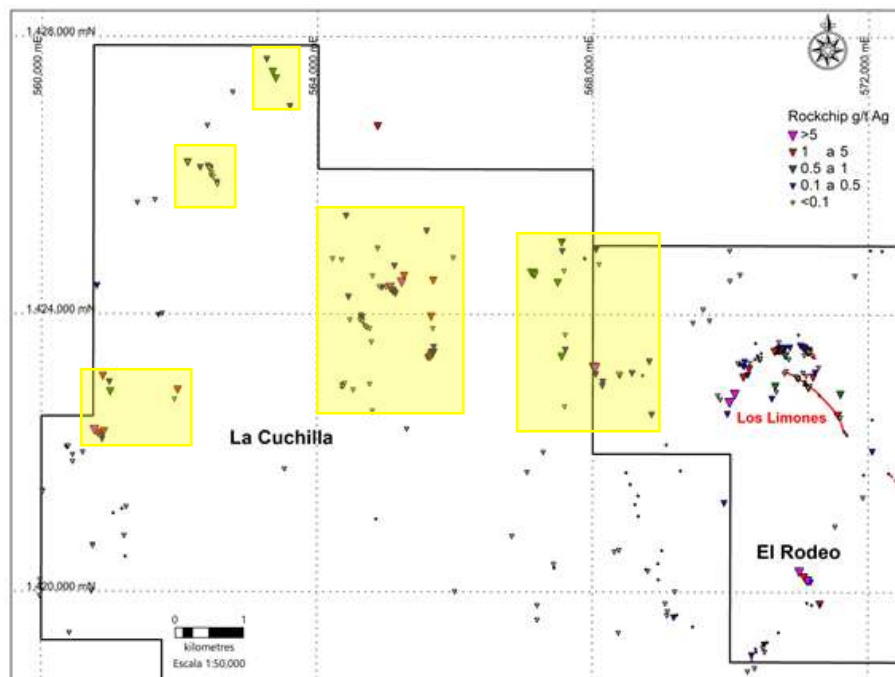 1,428,000 mN
560,000 mE
564,000 mE
568,000 mE
572,000 mE
Rockchip g/t Ag
>5
1 a 5
0.5 a 1
0.1 a 0.5
<0.1
1,424,000 mN
La Cuchilla
Los Limones
El Rodeo
1,420,000 mN
0 1
kilometres
Escala 1:50,000